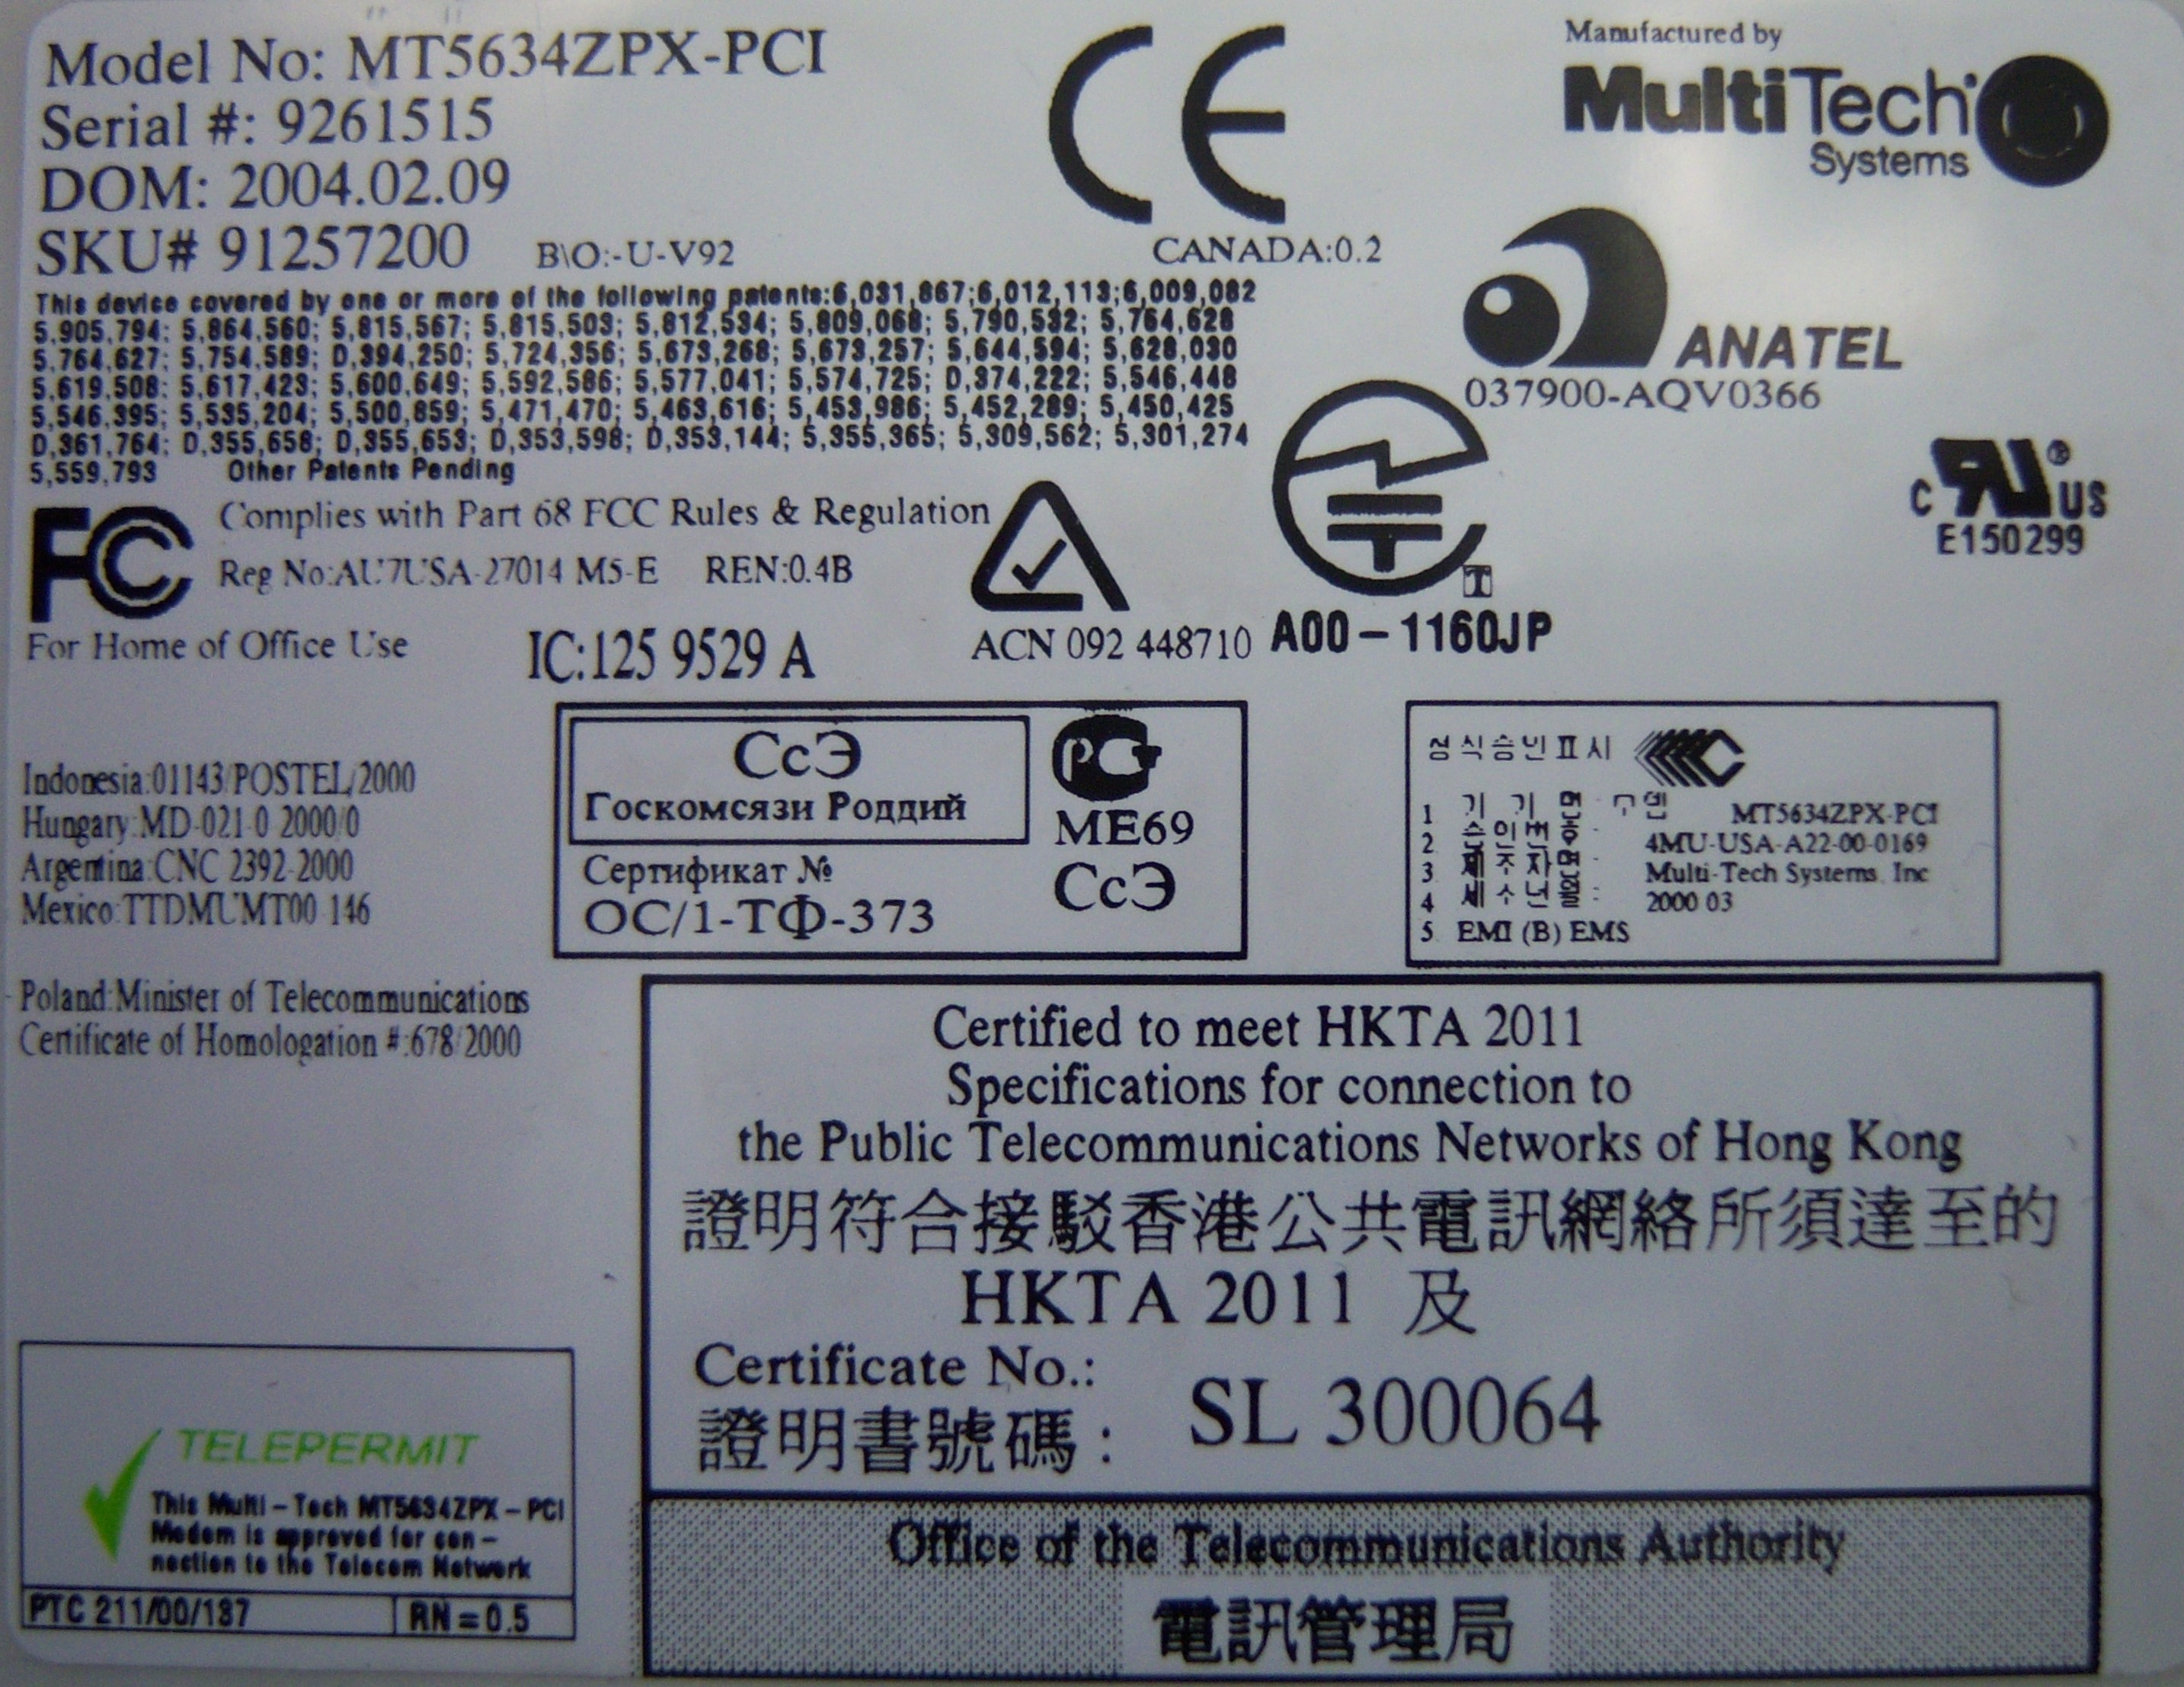 Model No: MT5634ZPX-PCI
Serial #: 9261515
DOM: 2004.02.09
SKU# 91257200
B\O:-U-V92
CE
CANADA:0.2
Manufactured by
MultiTech
Systems
ANATEL
037900-AQV0366
This device covered by one or more of the following patents:6,031,867;6,012,113;6,009,082
5,905,794; 5,864,560; 5,815,567; 5,815,503; 5,812,534; 5,809,068; 5,790,532; 5,764,628
5,764,627; 5,754,589; D,394,250; 5,724,356; 5,673,268; 5,673,257; 5,644,594; 5,628,030
5,619,508; 5,617,423; 5,600,649; 5,592,586; 5,577,041; 5,574,725; D,374,222; 5,546,448
5,546,395; 5,535,204; 5,500,859; 5,471,470; 5,463,616; 5,453,986; 5,452,289; 5,450,425
D,361,764; D,355,658; D,355,653; D,353,598; D,353,144; 5,355,365; 5,309,562; 5,301,274
5,559,793 Other Patents Pending
FC
Complies with Part 68 FCC Rules & Regulation
Reg No:AU7USA-27014 M5-E REN:0.4B
For Home of Office Use
IC:125 9529 A
ACN 092 448710
T
A00-1160JP
C RU® US
E150299
Indonesia:01143/POSTEL/2000
Hungary:MD-021-0 2000/0
Argentina:CNC 2392-2000
Mexico:TTDMUMT00-146
Poland:Minister of Telecommunications
Certificate of Homologation #:678/2000
СсЭ
Госкомсязи Роддий
Сертификат №
ОС/1-ТФ-373
РСТ
ME69
СсЭ
형식승인표시
1 MT5634ZPX-PCI
2 4MU-USA-A22-00-0169
3 Multi-Tech Systems, Inc
4 2000 03
5 EMI (B) EMS
Certified to meet HKTA 2011
Specifications for connection to
the Public Telecommunications Networks of Hong Kong
證明符合接駁香港公共電訊網絡所須達至的
HKTA 2011 及
Certificate No.:
證明書號碼: SL 300064
Office of the Telecommunications Authority
電訊管理局
TELEPERMIT
This Multi-Tech MT5634ZPX-PCI
Modem is approved for con-
nection to the Telecom Network
PTC 211/00/137 RN=0.5